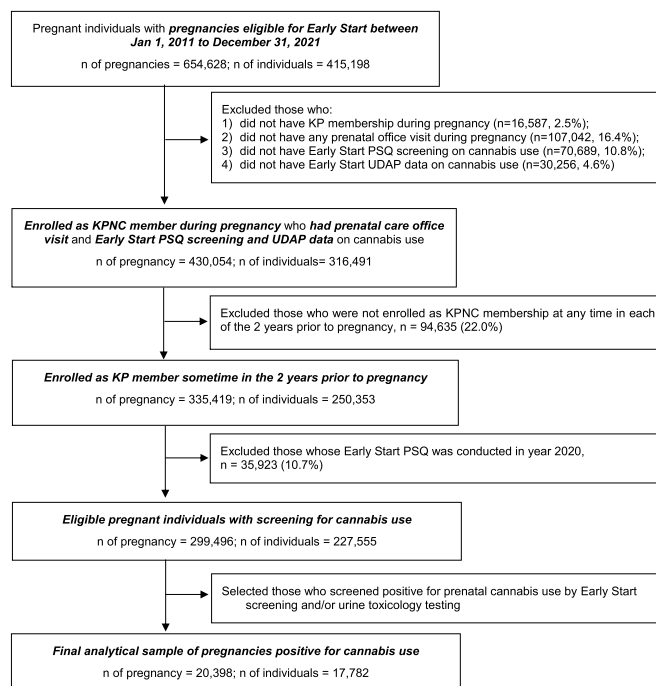 Pregnant individuals with pregnancies eligible for Early Start between
Jan 1, 2011 to December 31, 2021
n of pregnancies = 654,628; n of individuals = 415,198
Excluded those who:
1) did not have KP membership during pregnancy (n=16,587, 2.5%);
2) did not have any prenatal office visit during pregnancy (n=107,042, 16.4%);
3) did not have Early Start PSQ screening on cannabis use (n=70,689, 10.8%);
4) did not have Early Start UDAP data on cannabis use (n=30,256, 4.6%)
Enrolled as KPNC member during pregnancy who had prenatal care office
visit and Early Start PSQ screening and UDAP data on cannabis use
n of pregnancy = 430,054; n of individuals= 316,491
Excluded those who were not enrolled as KPNC membership at any time in each
of the 2 years prior to pregnancy, n = 94,635 (22.0%)
Enrolled as KP member sometime in the 2 years prior to pregnancy
n of pregnancy = 335,419; n of individuals = 250,353
Excluded those whose Early Start PSQ was conducted in year 2020,
n = 35,923 (10.7%)
Eligible pregnant individuals with screening for cannabis use
n of pregnancy = 299,496; n of individuals = 227,555
Selected those who screened positive for prenatal cannabis use by Early Start
screening and/or urine toxicology testing
Final analytical sample of pregnancies positive for cannabis use
n of pregnancy = 20,398; n of individuals = 17,782